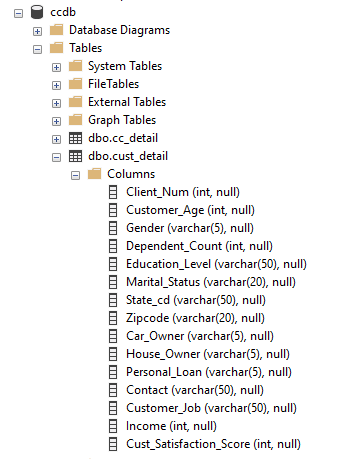 ccdb
Database Diagrams
Tables
System Tables
FileTables
External Tables
Graph Tables
dbo.cc_detail
dbo.cust_detail
Columns
Client_Num (int, null)
Customer_Age (int, null)
Gender (varchar(5), null)
Dependent_Count (int, null)
Education_Level (varchar(50), null)
Marital_Status (varchar(20), null)
State_cd (varchar(50), null)
Zipcode (varchar(20), null)
Car_Owner (varchar(5), null)
House_Owner (varchar(5), null)
Personal_Loan (varchar(5), null)
Contact (varchar(50), null)
Customer_Job (varchar(50), null)
Income (int, null)
Cust_Satisfaction_Score (int, null)